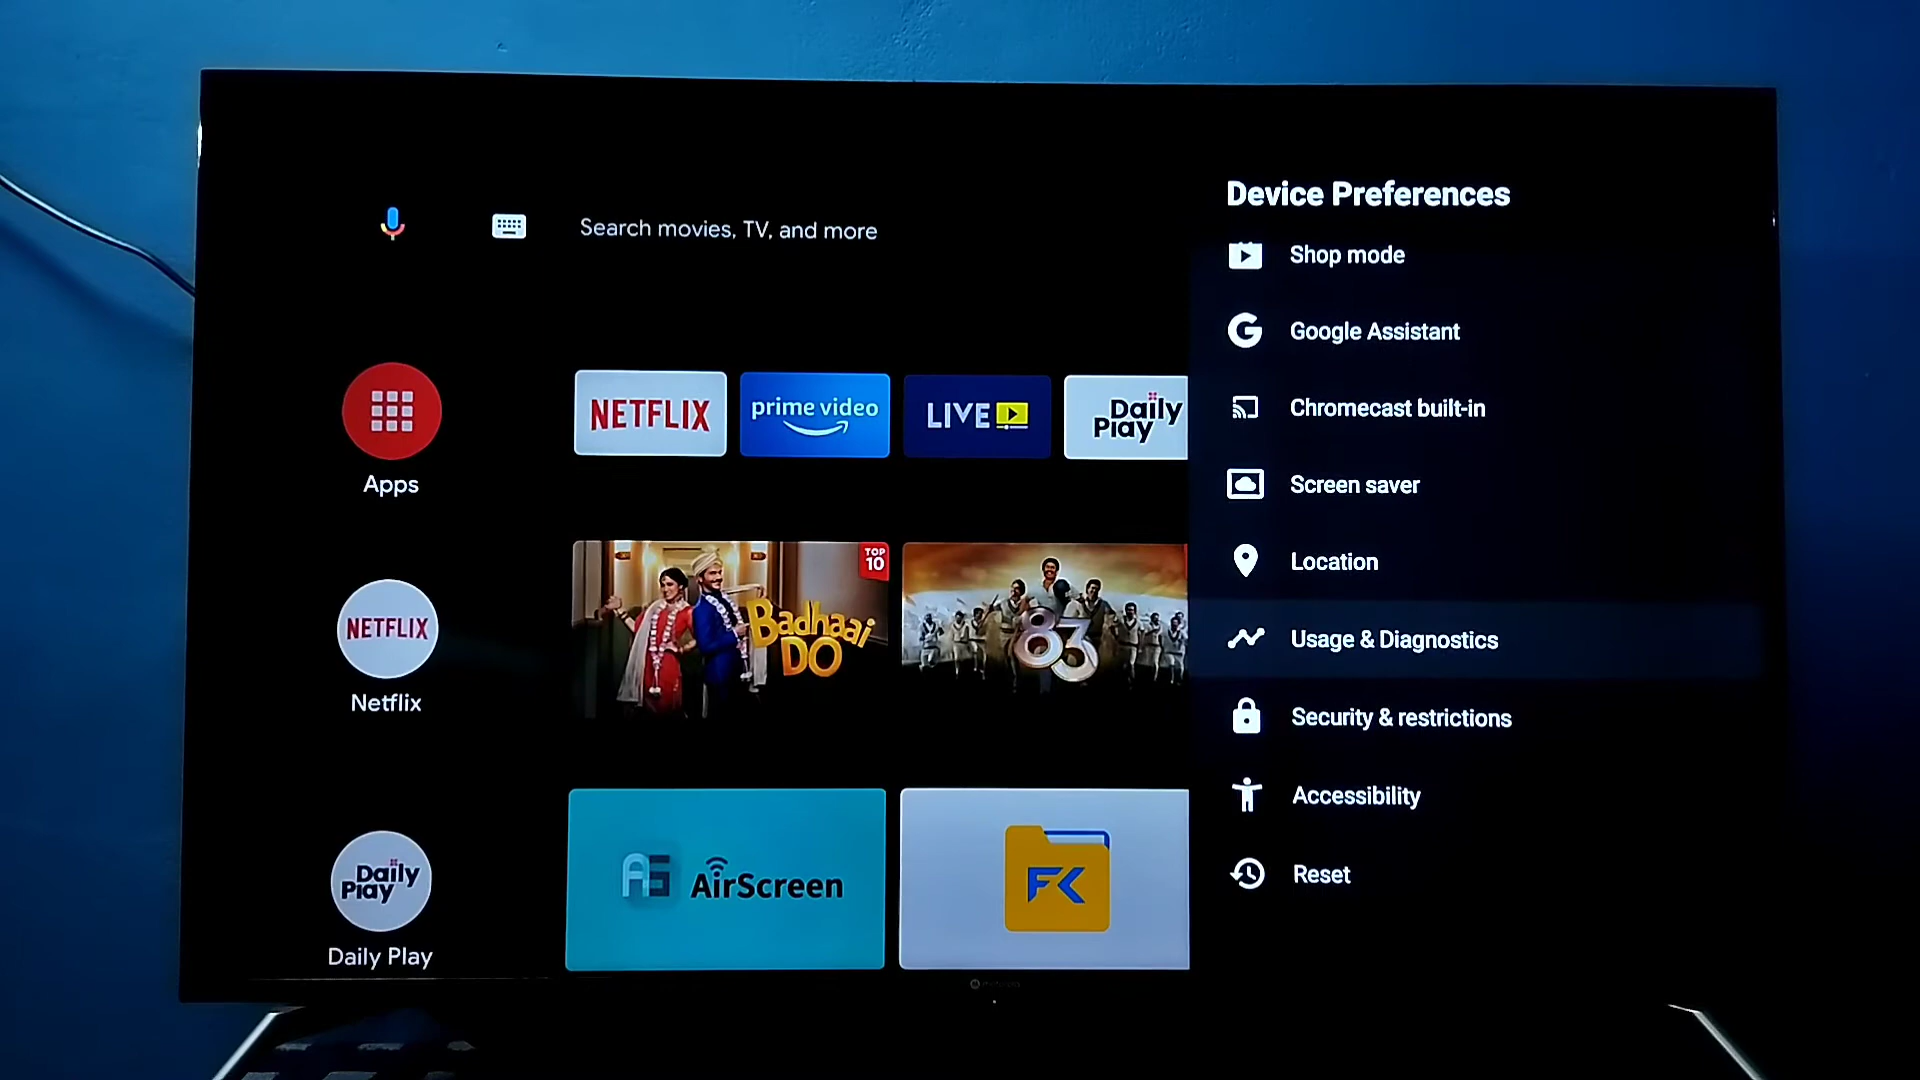 Search movies, TV, and more
Apps
NETFLIX
prime video
LIVE
Daily
Play
TOP
10
Badhaai
DO
83
NETFLIX
Netflix
AS AirScreen
FX
Daily
Play
Daily Play
Device Preferences
Shop mode
G Google Assistant
Chromecast built-in
Screen saver
Location
Usage & Diagnostics
Security & restrictions
Accessibility
Reset